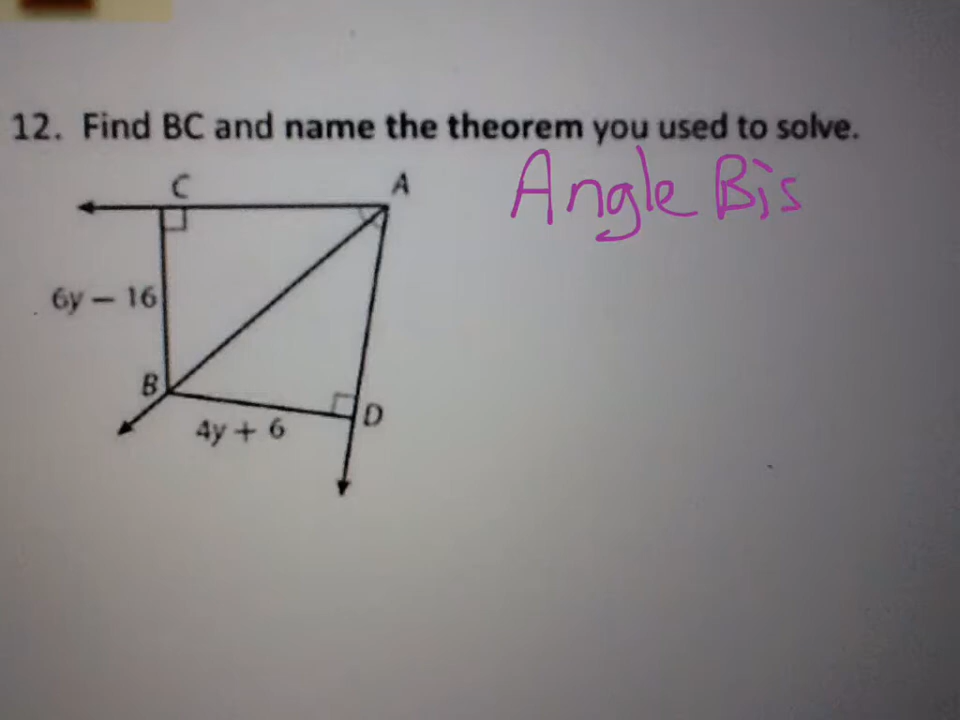 12. Find BC and name the theorem you used to solve.
Angle Bis
C
A
6y – 16
B
D
4y + 6